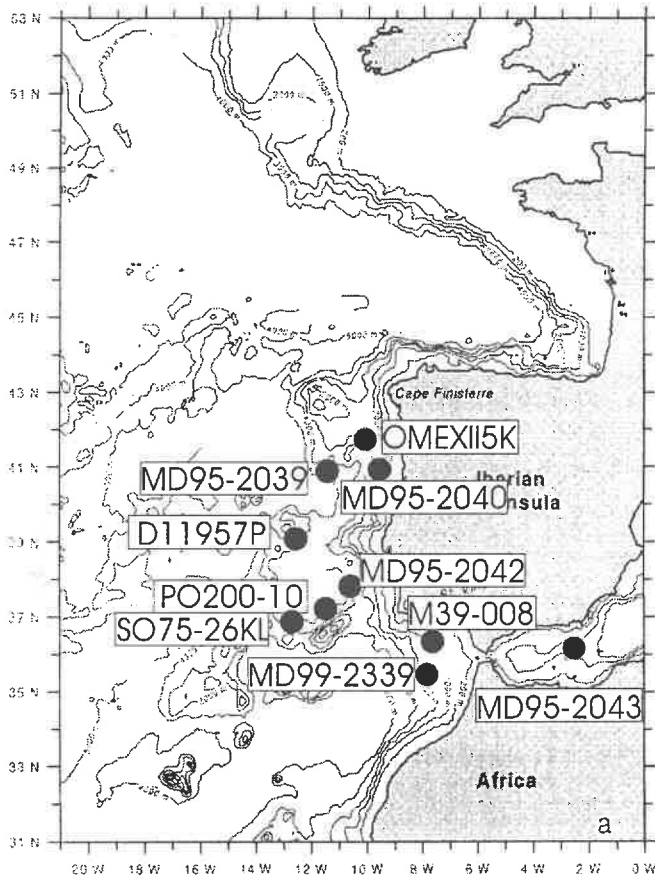 53 N
51 N
49 N
47 N
45 N
43 N
Cape Finisterre
OMEXII5K
MD95-2039
41 N
MD95-2040
Iberian
D11957P
39 N
MD95-2042
PO200-10
37 N
M39-008
SO75-26KL
MD99-2339
35 N
MD95-2043
33 N
Africa
31 N
a
20 W 18 W 16 W 14 W 12 W 10 W 8 W 6 W 4 W 2 W 0 W